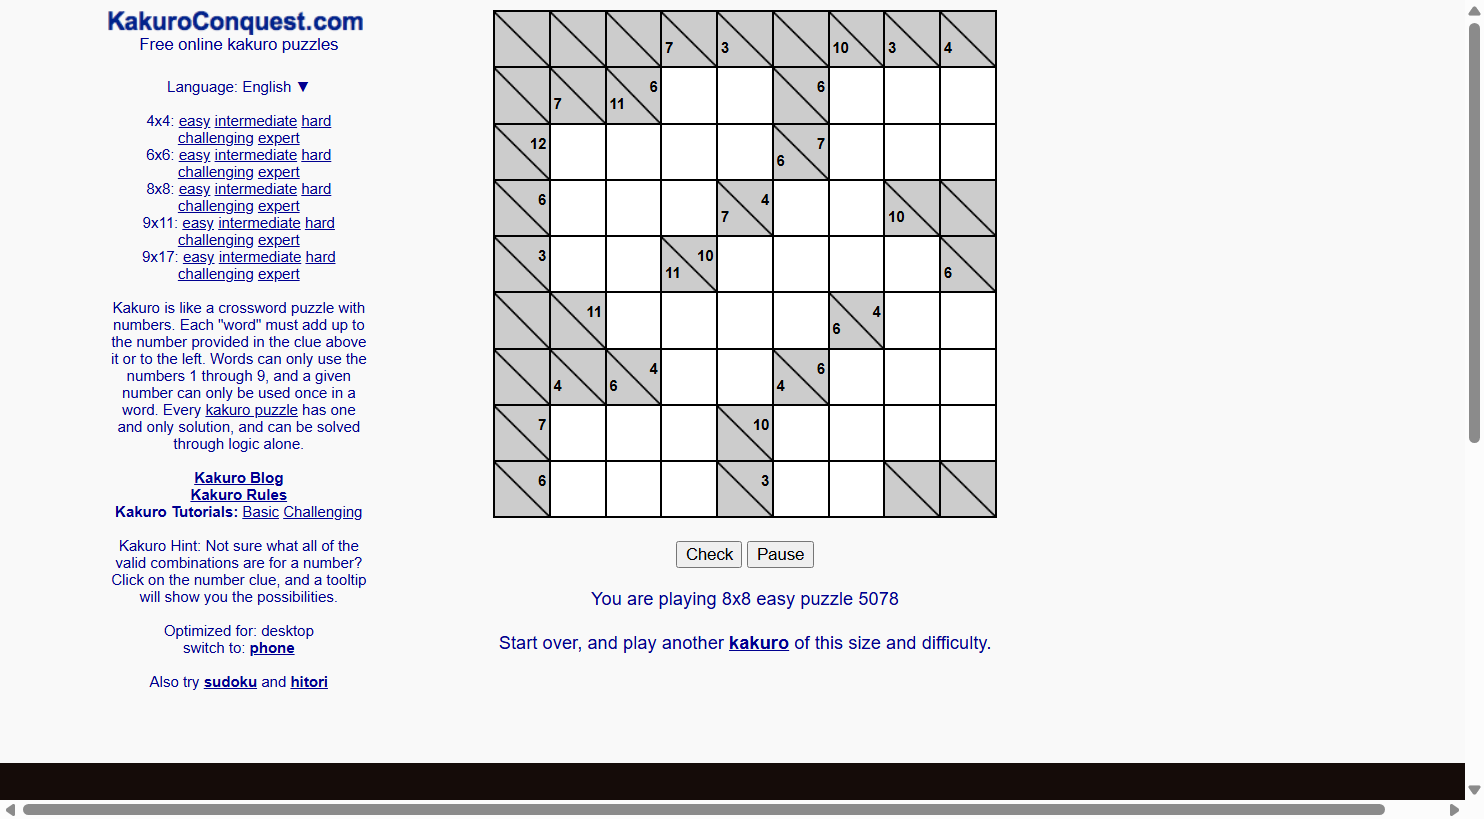 KakuroConquest.com
Free online kakuro puzzles
Language: English ▼
4x4: easy intermediate hard
challenging expert
6x6: easy intermediate hard
challenging expert
8x8: easy intermediate hard
challenging expert
9x11: easy intermediate hard
challenging expert
9x17: easy intermediate hard
challenging expert
Kakuro is like a crossword puzzle with
numbers. Each "word" must add up to
the number provided in the clue above
it or to the left. Words can only use the
numbers 1 through 9, and a given
number can only be used once in a
word. Every kakuro puzzle has one
and only solution, and can be solved
through logic alone.
Kakuro Blog
Kakuro Rules
Kakuro Tutorials: Basic Challenging
Kakuro Hint: Not sure what all of the
valid combinations are for a number?
Click on the number clue, and a tooltip
will show you the possibilities.
Optimized for: desktop
switch to: phone
Also try sudoku and hitori
7 3 10 3 4
7 11 6 6
12 6 7
6 7 4 10
3 11 10 6
11 6 4
4 6 4 4 6
7 10
6 3
Check Pause
You are playing 8x8 easy puzzle 5078
Start over, and play another kakuro of this size and difficulty.